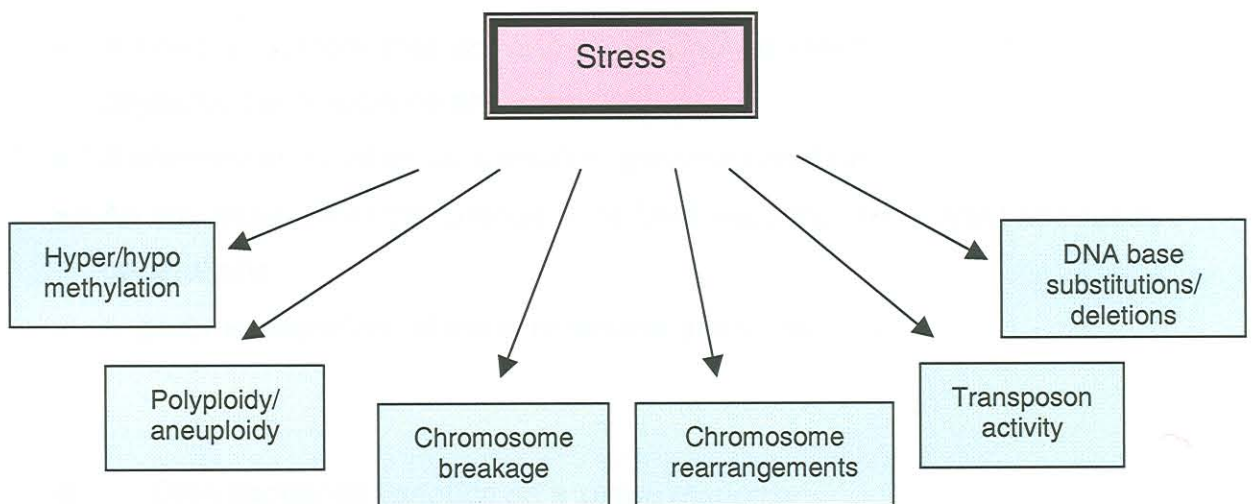 Stress
Hyper/hypo
methylation
Polyploidy/
aneuploidy
Chromosome
breakage
Chromosome
rearrangements
Transposon
activity
DNA base
substitutions/
deletions